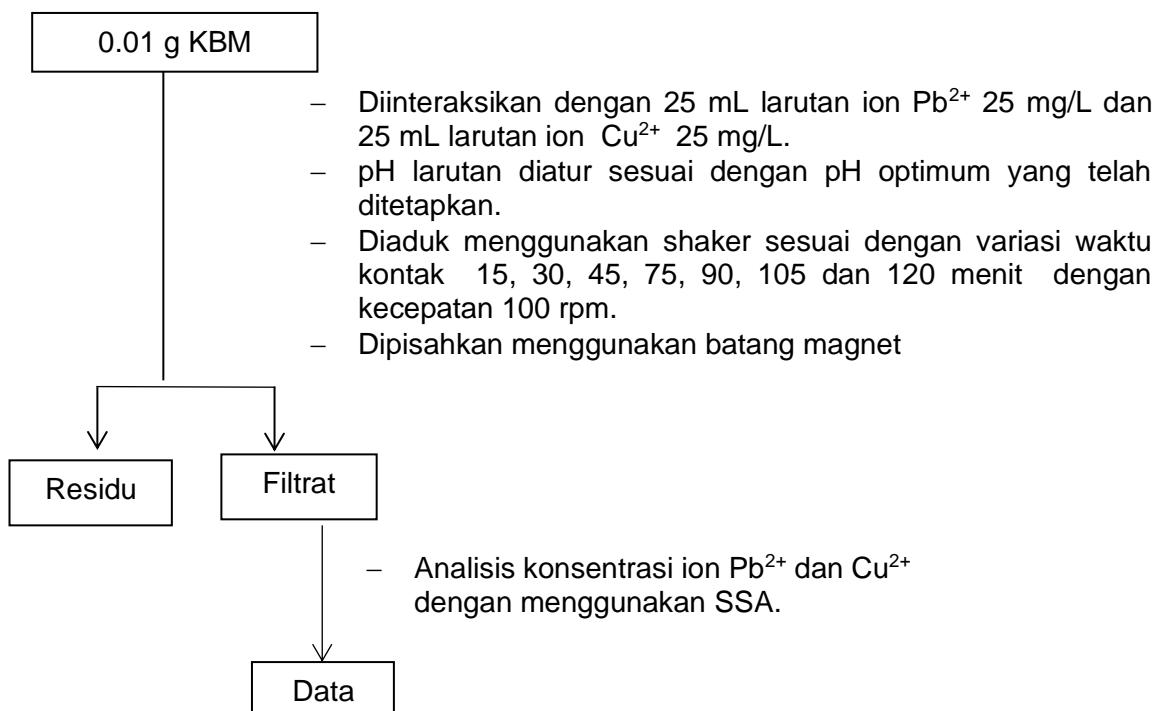 0.01 g KBM
– Diinteraksikan dengan 25 mL larutan ion Pb²⁺ 25 mg/L dan
25 mL larutan ion Cu²⁺ 25 mg/L.
– pH larutan diatur sesuai dengan pH optimum yang telah
ditetapkan.
– Diaduk menggunakan shaker sesuai dengan variasi waktu
kontak 15, 30, 45, 75, 90, 105 dan 120 menit dengan
kecepatan 100 rpm.
– Dipisahkan menggunakan batang magnet
Residu
Filtrat
– Analisis konsentrasi ion Pb²⁺ dan Cu²⁺
dengan menggunakan SSA.
Data